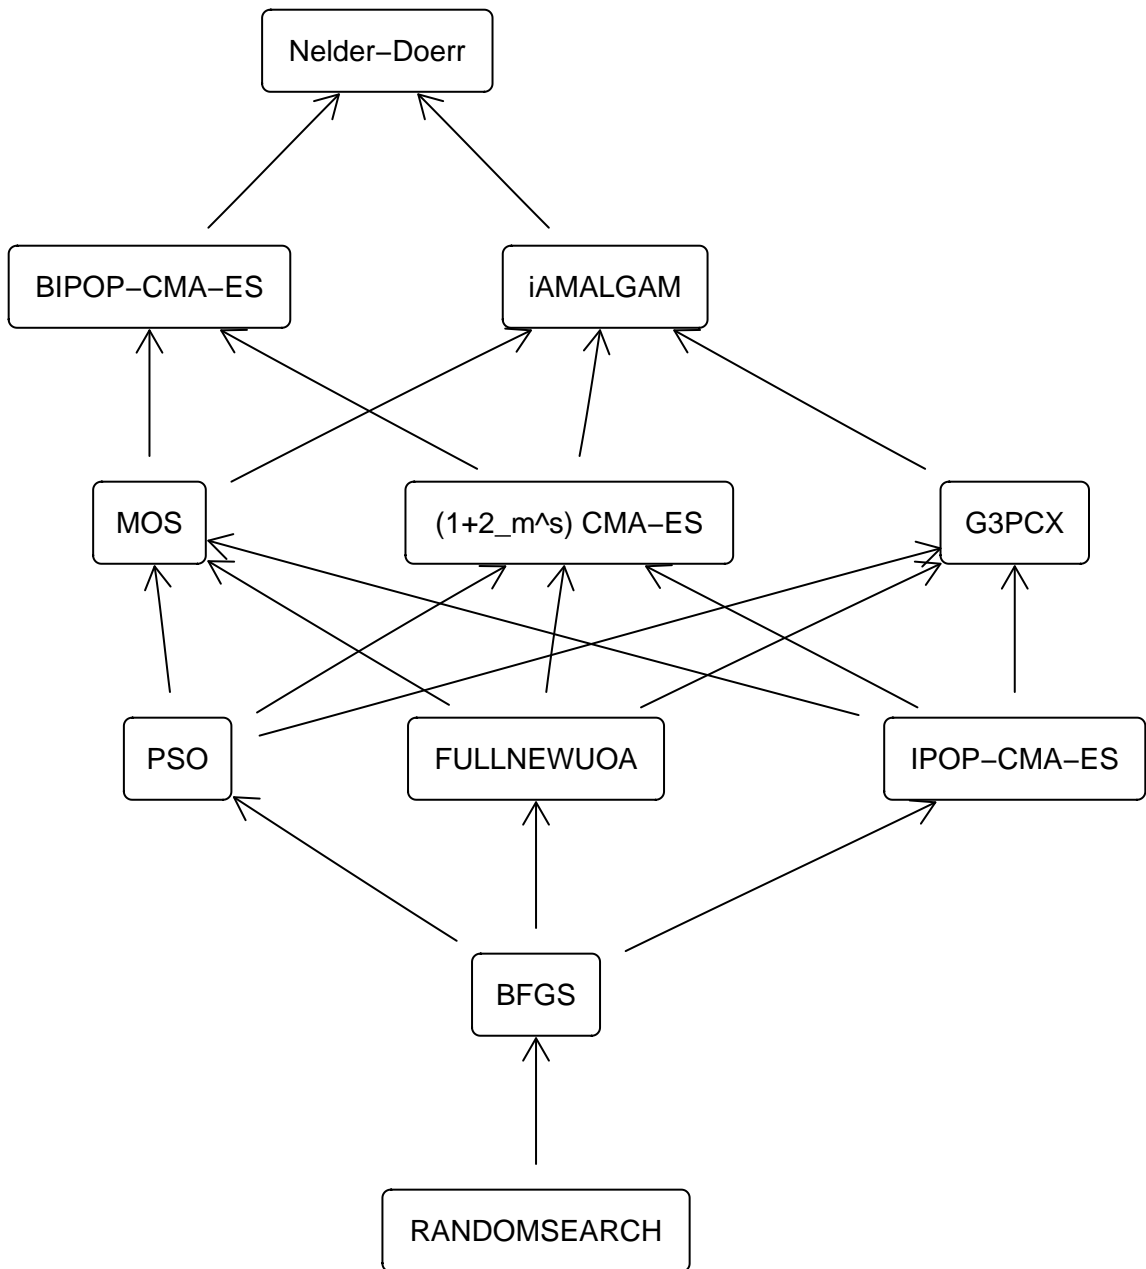 Nelder–Doerr
BIPOP–CMA–ES
iAMALGAM
MOS
(1+2_m^s) CMA–ES
G3PCX
PSO
FULLNEWUOA
IPOP–CMA–ES
BFGS
RANDOMSEARCH